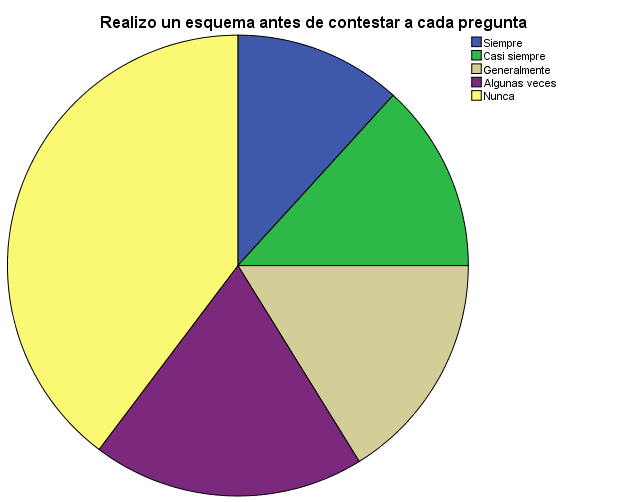 Realizo un esquema antes de contestar a cada pregunta
Siempre
Casi siempre
Generalmente
Algunas veces
Nunca